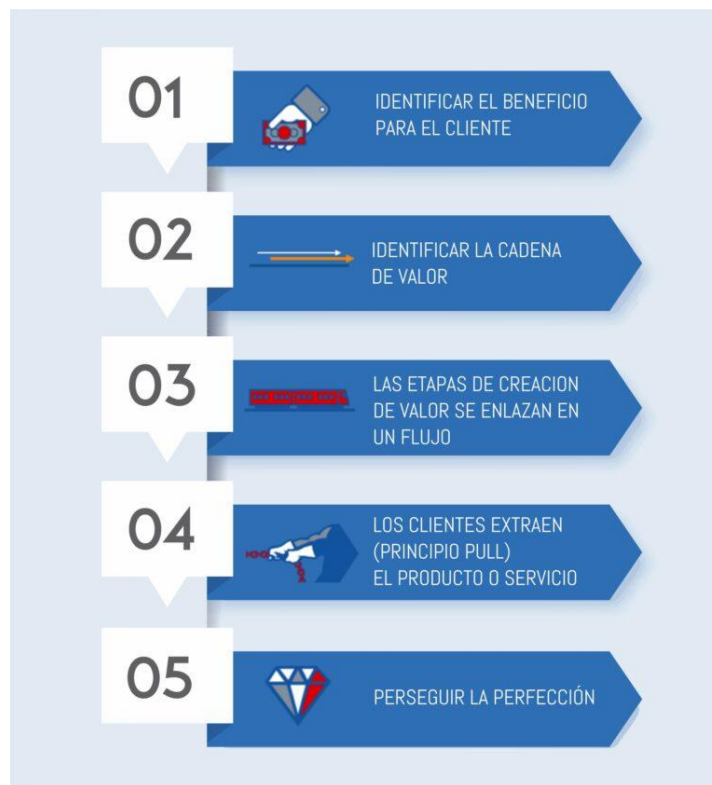 01
IDENTIFICAR EL BENEFICIO
PARA EL CLIENTE
02
IDENTIFICAR LA CADENA
DE VALOR
03
LAS ETAPAS DE CREACION
DE VALOR SE ENLAZAN EN
UN FLUJO
04
LOS CLIENTES EXTRAEN
(PRINCIPIO PULL)
EL PRODUCTO O SERVICIO
05
PERSEGUIR LA PERFECCIÓN